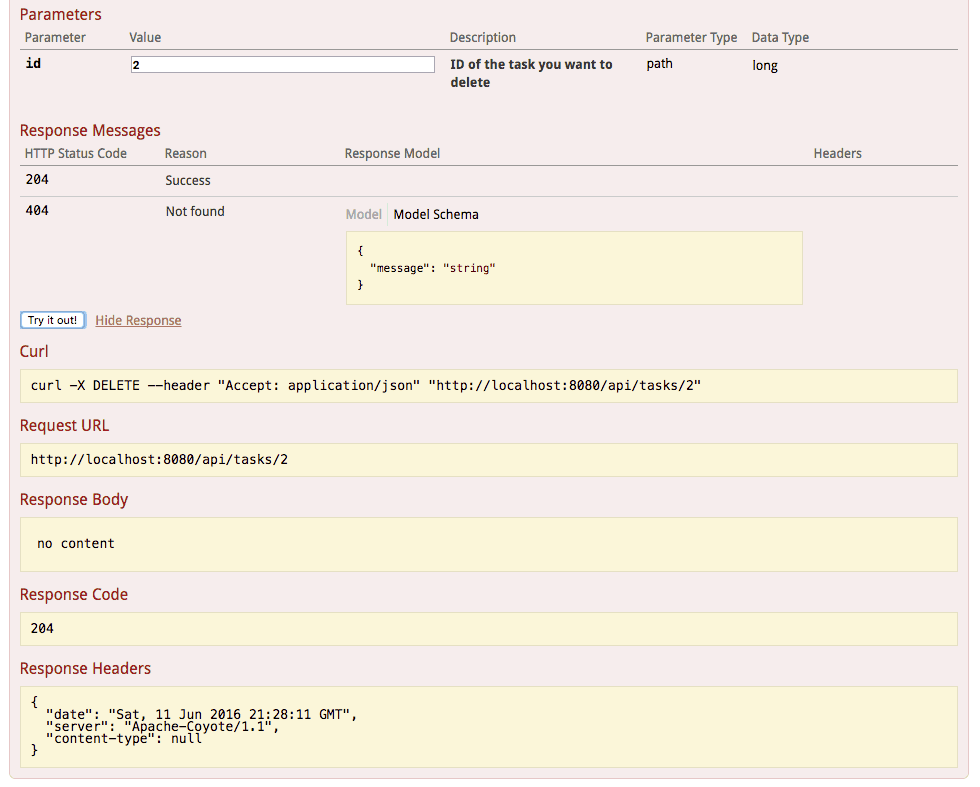 Parameters
Parameter Value Description Parameter Type Data Type
id 2 ID of the task you want to delete path long
Response Messages
HTTP Status Code Reason Response Model Headers
204 Success
404 Not found Model Model Schema
{
"message": "string"
}
Try it out! Hide Response
Curl
curl -X DELETE --header "Accept: application/json" "http://localhost:8080/api/tasks/2"
Request URL
http://localhost:8080/api/tasks/2
Response Body
no content
Response Code
204
Response Headers
{
"date": "Sat, 11 Jun 2016 21:28:11 GMT",
"server": "Apache-Coyote/1.1",
"content-type": null
}